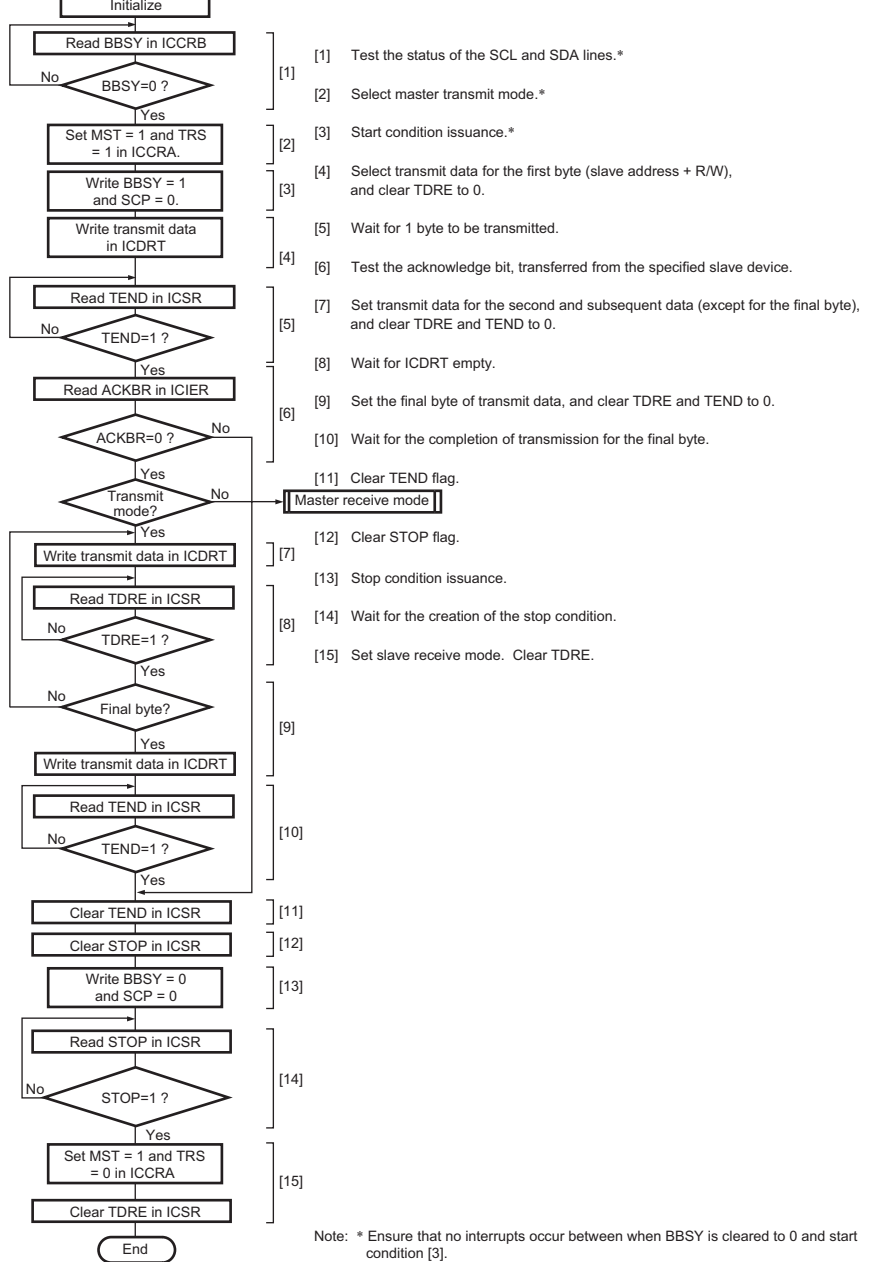 Initialize
Read BBSY in ICCRB
No
BBSY=0 ?
[1]
Yes
Set MST = 1 and TRS
= 1 in ICCRA.
[2]
Write BBSY = 1
and SCP = 0.
[3]
Write transmit data
in ICDRT
[4]
Read TEND in ICSR
No
TEND=1 ?
[5]
Yes
Read ACKBR in ICIER
No
ACKBR=0 ?
[6]
Yes
Transmit
mode?
No
Master receive mode
Yes
Write transmit data in ICDRT
[7]
Read TDRE in ICSR
No
TDRE=1 ?
[8]
Yes
No
Final byte?
[9]
Yes
Write transmit data in ICDRT
Read TEND in ICSR
No
TEND=1 ?
[10]
Yes
Clear TEND in ICSR
[11]
Clear STOP in ICSR
[12]
Write BBSY = 0
and SCP = 0
[13]
Read STOP in ICSR
No
STOP=1 ?
[14]
Yes
Set MST = 1 and TRS
= 0 in ICCRA
[15]
Clear TDRE in ICSR
End
[1] Test the status of the SCL and SDA lines.*
[2] Select master transmit mode.*
[3] Start condition issuance.*
[4] Select transmit data for the first byte (slave address + R/W),
and clear TDRE to 0.
[5] Wait for 1 byte to be transmitted.
[6] Test the acknowledge bit, transferred from the specified slave device.
[7] Set transmit data for the second and subsequent data (except for the final byte),
and clear TDRE and TEND to 0.
[8] Wait for ICDRT empty.
[9] Set the final byte of transmit data, and clear TDRE and TEND to 0.
[10] Wait for the completion of transmission for the final byte.
[11] Clear TEND flag.
[12] Clear STOP flag.
[13] Stop condition issuance.
[14] Wait for the creation of the stop condition.
[15] Set slave receive mode. Clear TDRE.
Note: * Ensure that no interrupts occur between when BBSY is cleared to 0 and start
condition [3].